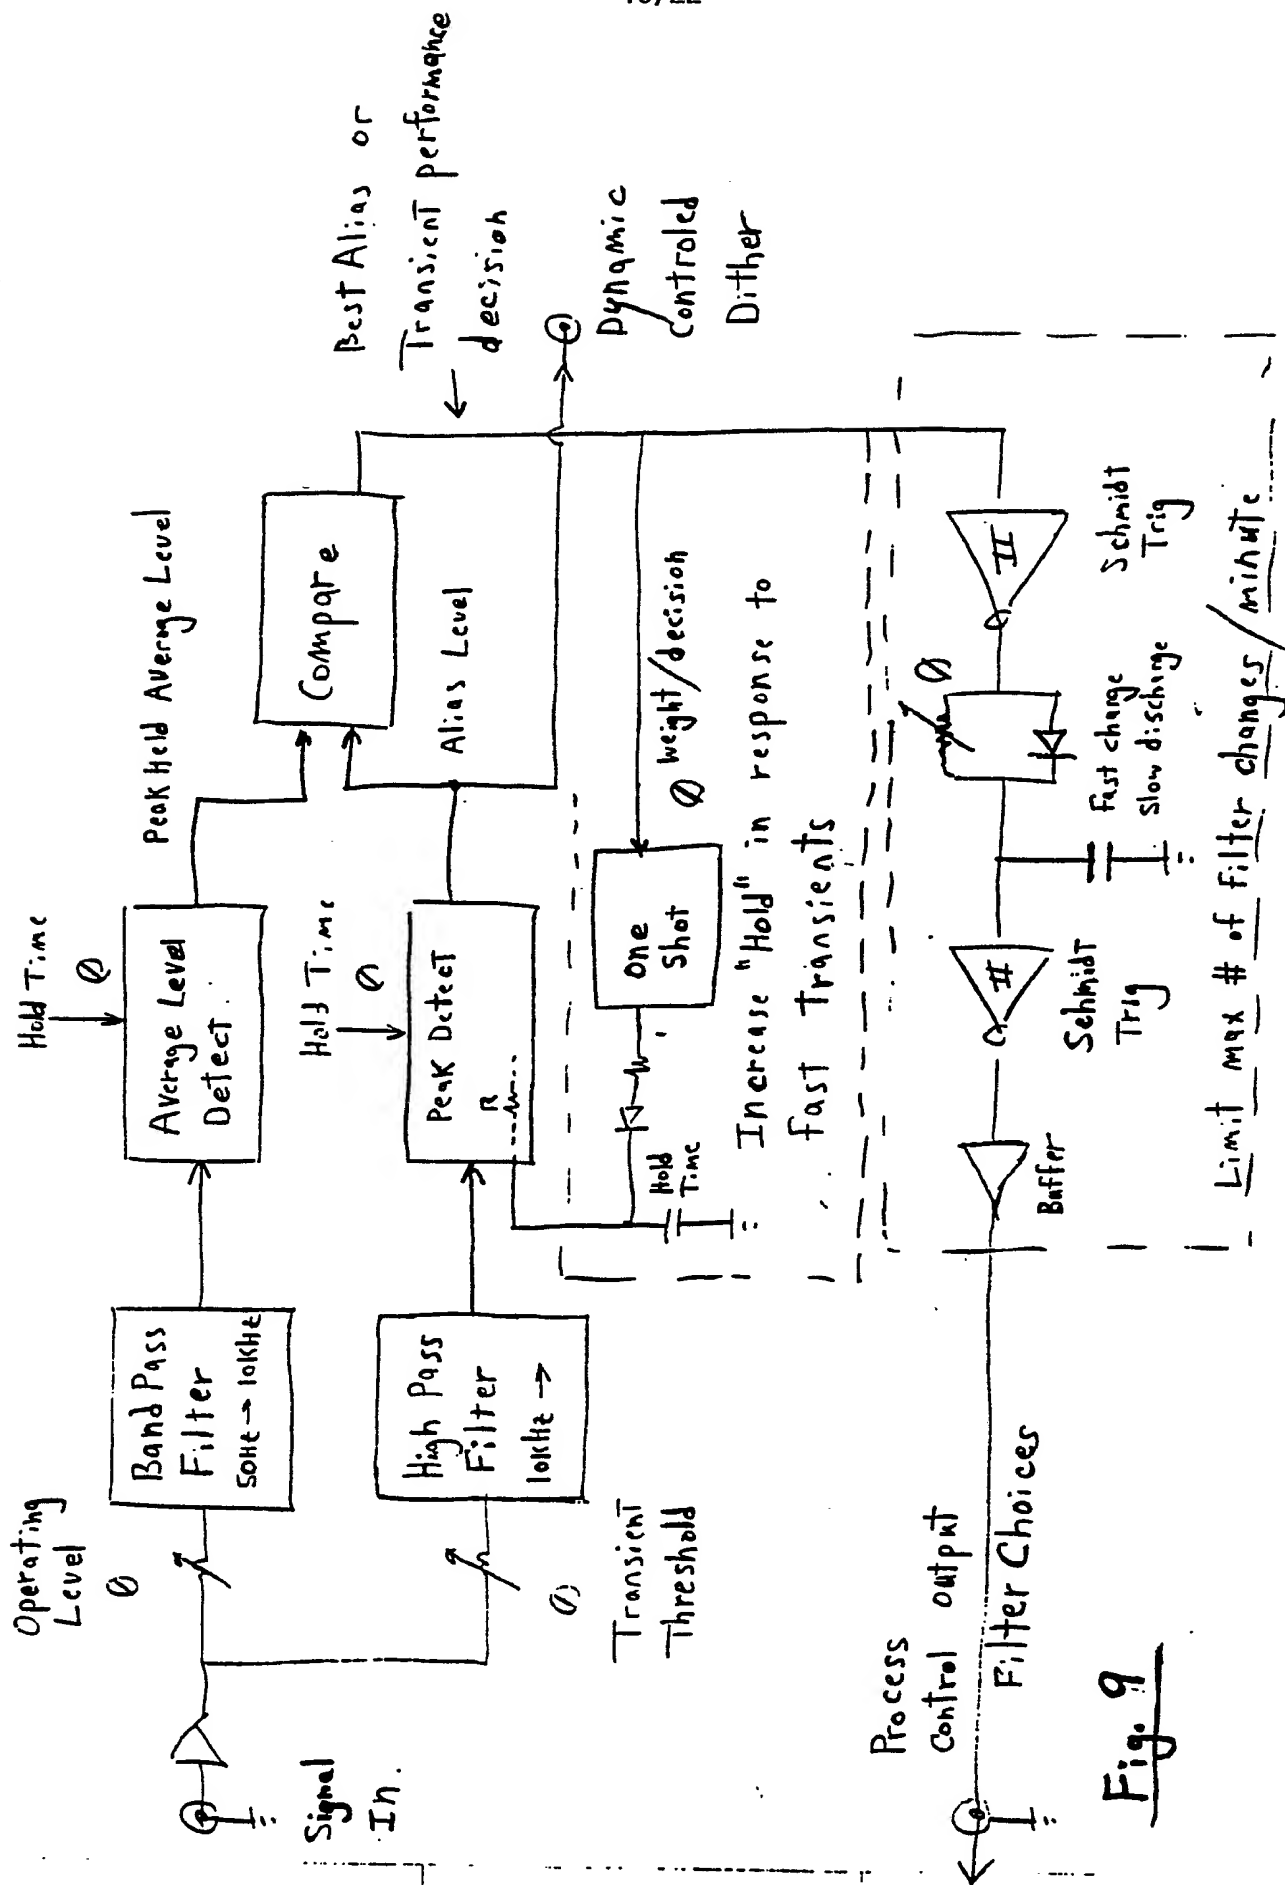 Signal
In.
Operating
Level
Ø
Band Pass
Filter
50Hz → 10KHz
Hold Time
Ø
Average Level
Detect
Peak Held Average Level
Compare
Best Alias or
Transient performance
decision
Ø
Transient
Threshold
High Pass
Filter
10KHz →
Hold Time
Ø
Peak Detect
R
Alias Level
Dynamic
Controled
Dither
Hold
Time
One
Shot
Ø weight/decision
Increase "Hold" in response to
fast transients
Process
Control output
Filter Choices
Buffer
Schmidt
Trig
Ø
Fast charge
Slow discharge
Schmidt
Trig
Limit max # of filter changes/minute
Fig. 9